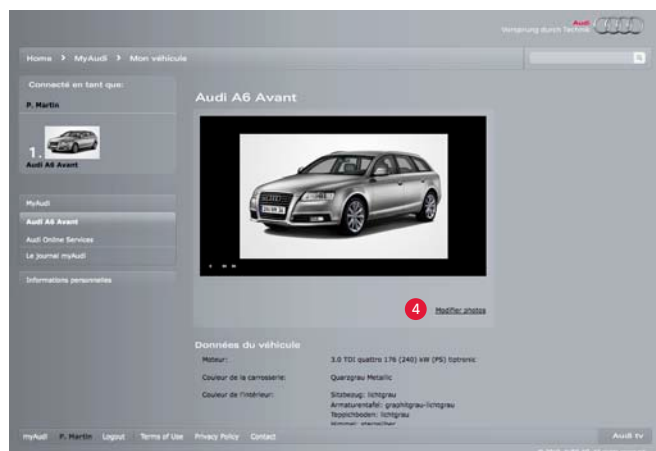 Audi
Vorsprung durch Technik
Home > MyAudi > Mon véhicule
Connecté en tant que:
P. Martin
1.
Audi A6 Avant
MyAudi
Audi A6 Avant
Audi Online Services
Le journal myAudi
Informations personnelles
Audi A6 Avant
4
Modifier photos
Données du véhicule
Moteur: 3.0 TDI quattro 176 (240) kW (PS) tiptronic
Couleur de la carrosserie: Quarzgrau Metallic
Couleur de l'intérieur: Sitzbezug: lichtgrau
Armaturentafel: graphitgrau-lichtgrau
Teppichboden: lichtgrau
Himmel: sternsilber
myAudi P. Martin Logout Terms of Use Privacy Policy Contact Audi tv